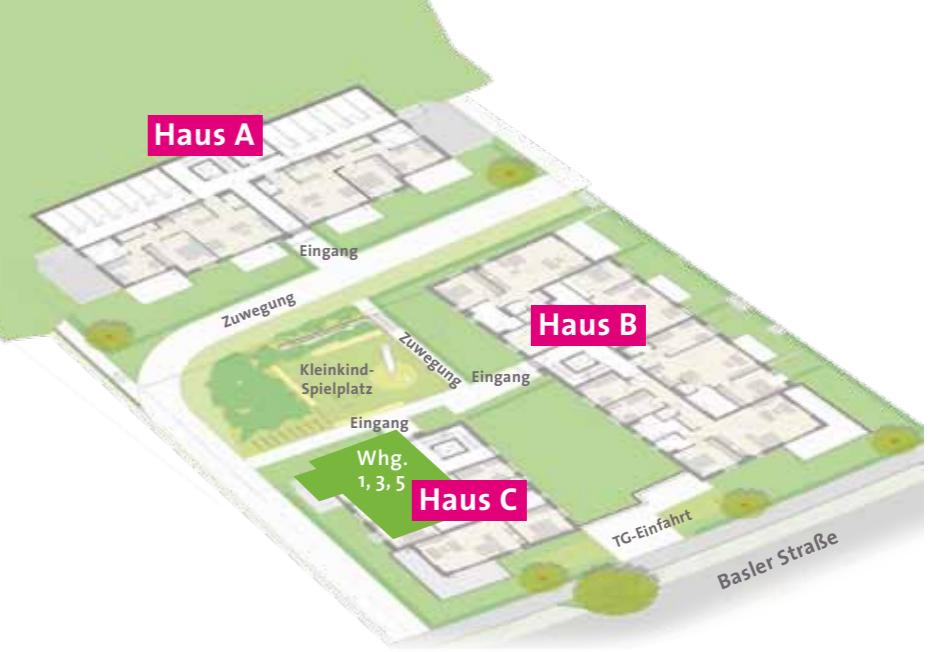 Haus A
Eingang
Zuwegung
Haus B
Zuwegung
Kleinkind-
Spielplatz
Eingang
Eingang
Whg.
1, 3, 5
Haus C
TG-Einfahrt
Basler Straße